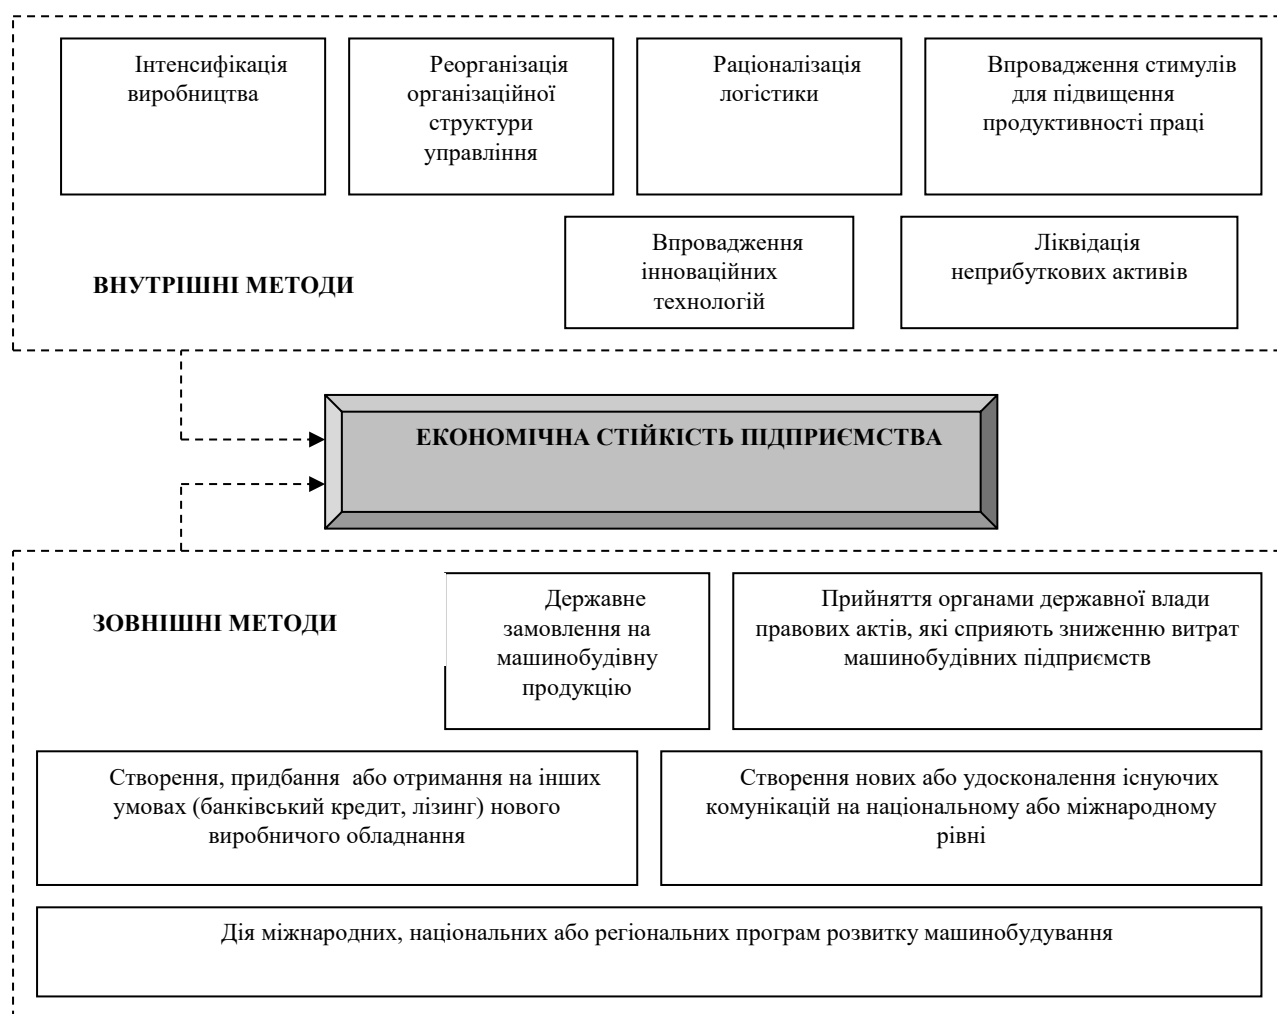 Інтенсифікація
виробництва
Реорганізація
організаційної
структури
управління
Раціоналізація
логістики
Впровадження стимулів
для підвищення
продуктивності праці
Впровадження
інноваційних
технологій
Ліквідація
неприбуткових активів
ВНУТРІШНІ МЕТОДИ
ЕКОНОМІЧНА СТІЙКІСТЬ ПІДПРИЄМСТВА
ЗОВНІШНІ МЕТОДИ
Державне
замовлення на
машинобудівну
продукцію
Прийняття органами державної влади
правових актів, які сприяють зниженню витрат
машинобудівних підприємств
Створення, придбання або отримання на інших
умовах (банківський кредит, лізинг) нового
виробничого обладнання
Створення нових або удосконалення існуючих
комунікацій на національному або міжнародному
рівні
Дія міжнародних, національних або регіональних програм розвитку машинобудування